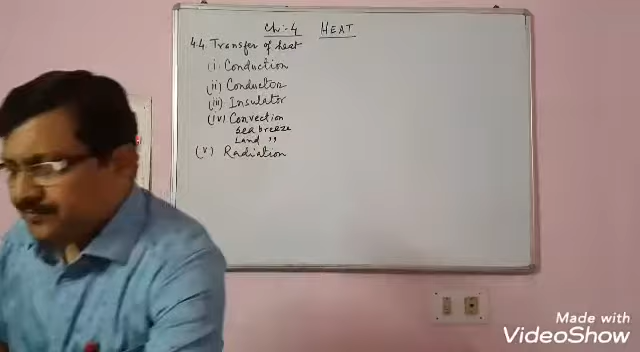 Ch:- 4 HEAT
4.4. Transfer of heat
(i). Conduction
(ii) Conductor
(iii) Insulator
(iv) Convection
sea breeze
Land ,,
(v) Radiation
Made with
VideoShow